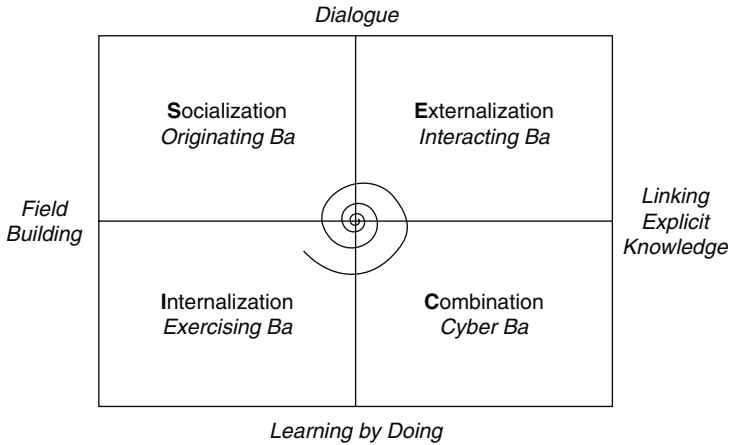 Dialogue
Socialization
Originating Ba
Externalization
Interacting Ba
Field
Building
Linking
Explicit
Knowledge
Internalization
Exercising Ba
Combination
Cyber Ba
Learning by Doing